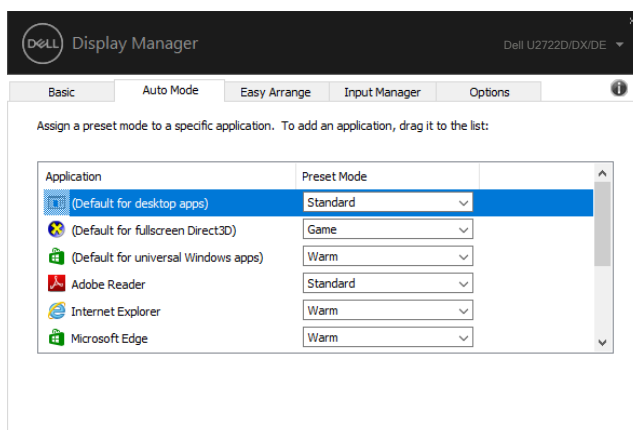 DELL Display Manager
Dell U2722D/DX/DE
Basic Auto Mode Easy Arrange Input Manager Options
Assign a preset mode to a specific application. To add an application, drag it to the list:
Application Preset Mode
(Default for desktop apps) Standard
(Default for fullscreen Direct3D) Game
(Default for universal Windows apps) Warm
Adobe Reader Standard
Internet Explorer Warm
Microsoft Edge Warm